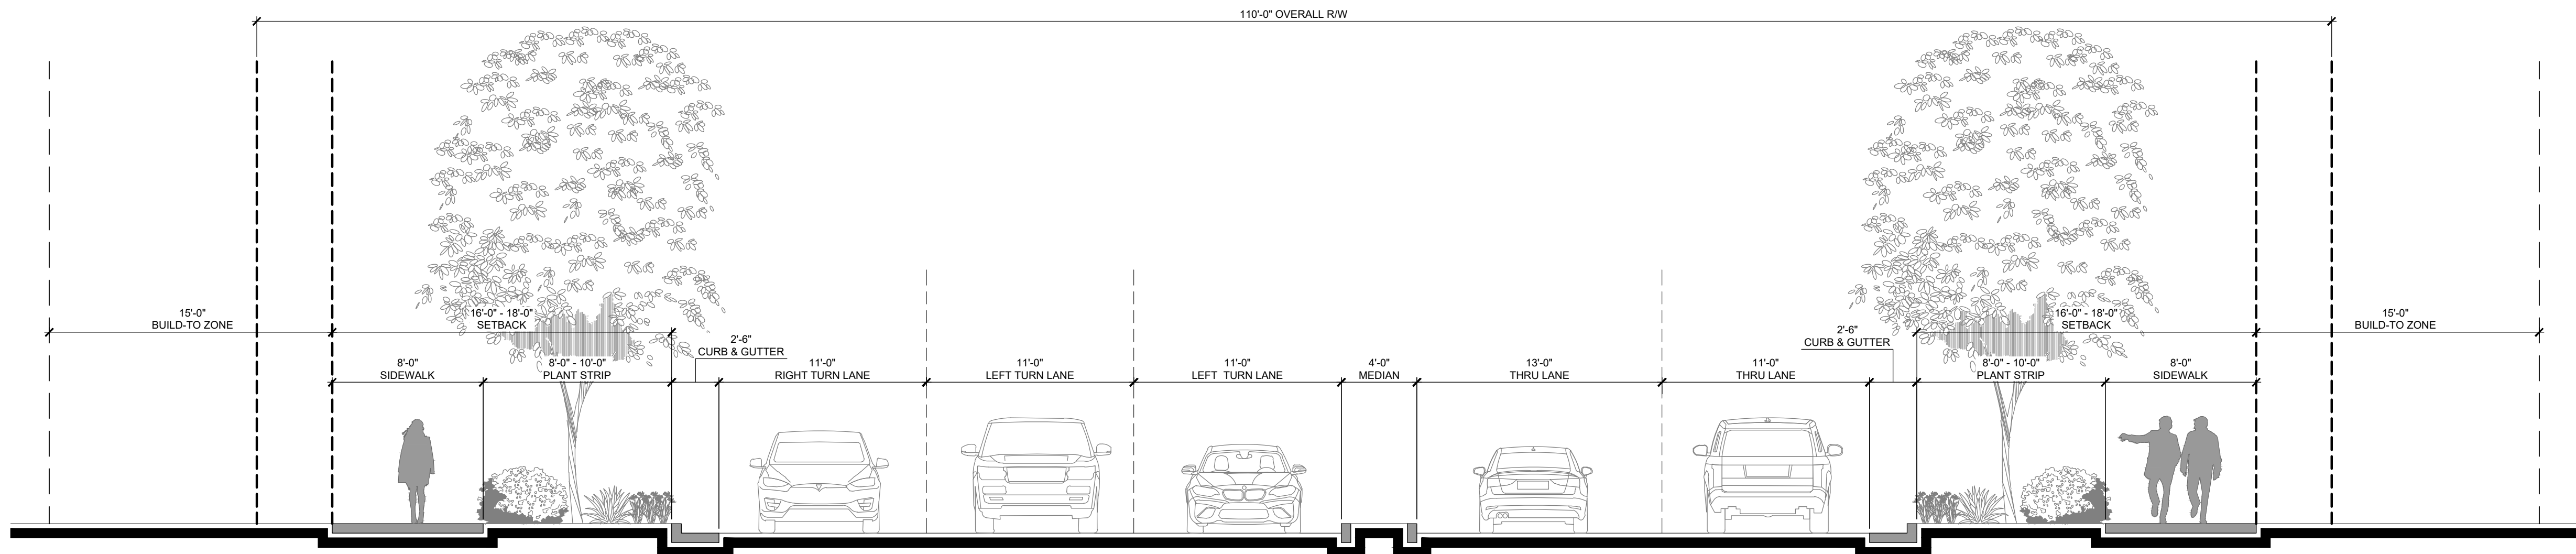 110'-0" OVERALL R/W
15'-0"
BUILD-TO ZONE
16'-0" - 18'-0"
SETBACK
2'-6"
CURB & GUTTER
8'-0"
SIDEWALK
8'-0" - 10'-0"
PLANT STRIP
11'-0"
RIGHT TURN LANE
11'-0"
LEFT TURN LANE
11'-0"
LEFT TURN LANE
4'-0"
MEDIAN
13'-0"
THRU LANE
11'-0"
THRU LANE
2'-6"
CURB & GUTTER
16'-0" - 18'-0"
SETBACK
8'-0" - 10'-0"
PLANT STRIP
8'-0"
SIDEWALK
15'-0"
BUILD-TO ZONE